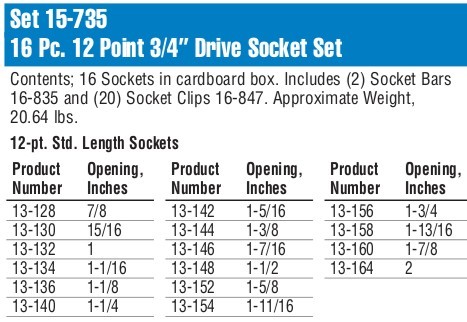 Set 15-735
16 Pc. 12 Point 3/4" Drive Socket Set
Contents; 16 Sockets in cardboard box. Includes (2) Socket Bars
16-835 and (20) Socket Clips 16-847. Approximate Weight,
20.64 lbs.
12-pt. Std. Length Sockets
Product Opening, Product Opening, Product Opening,
Number Inches Number Inches Number Inches
13-128 7/8 13-142 1-5/16 13-156 1-3/4
13-130 15/16 13-144 1-3/8 13-158 1-13/16
13-132 1 13-146 1-7/16 13-160 1-7/8
13-134 1-1/16 13-148 1-1/2 13-164 2
13-136 1-1/8 13-152 1-5/8
13-140 1-1/4 13-154 1-11/16